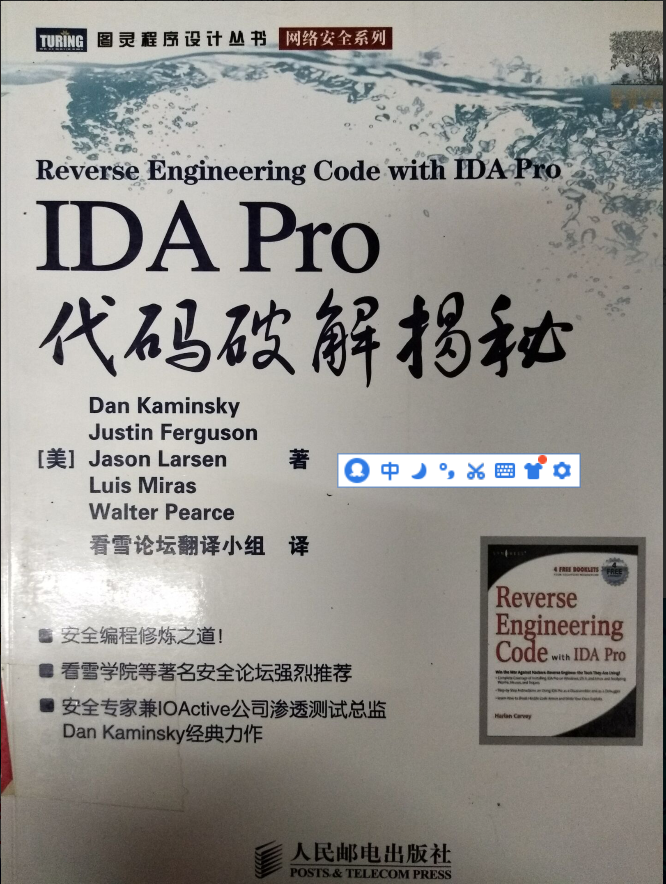 TURING 图灵程序设计丛书 网络安全系列
Reverse Engineering Code with IDA Pro
IDA Pro
代码破解揭秘
Dan Kaminsky
Justin Ferguson
[美] Jason Larsen 著
Luis Miras
Walter Pearce
看雪论坛翻译小组 译
中
4 FREE BOOKLETS
Reverse
Engineering
Code with IDA Pro
Harlan Carvey
安全编程修炼之道!
看雪学院等著名安全论坛强烈推荐
安全专家兼IOActive公司渗透测试总监
Dan Kaminsky经典力作
人民邮电出版社
POSTS & TELECOM PRESS